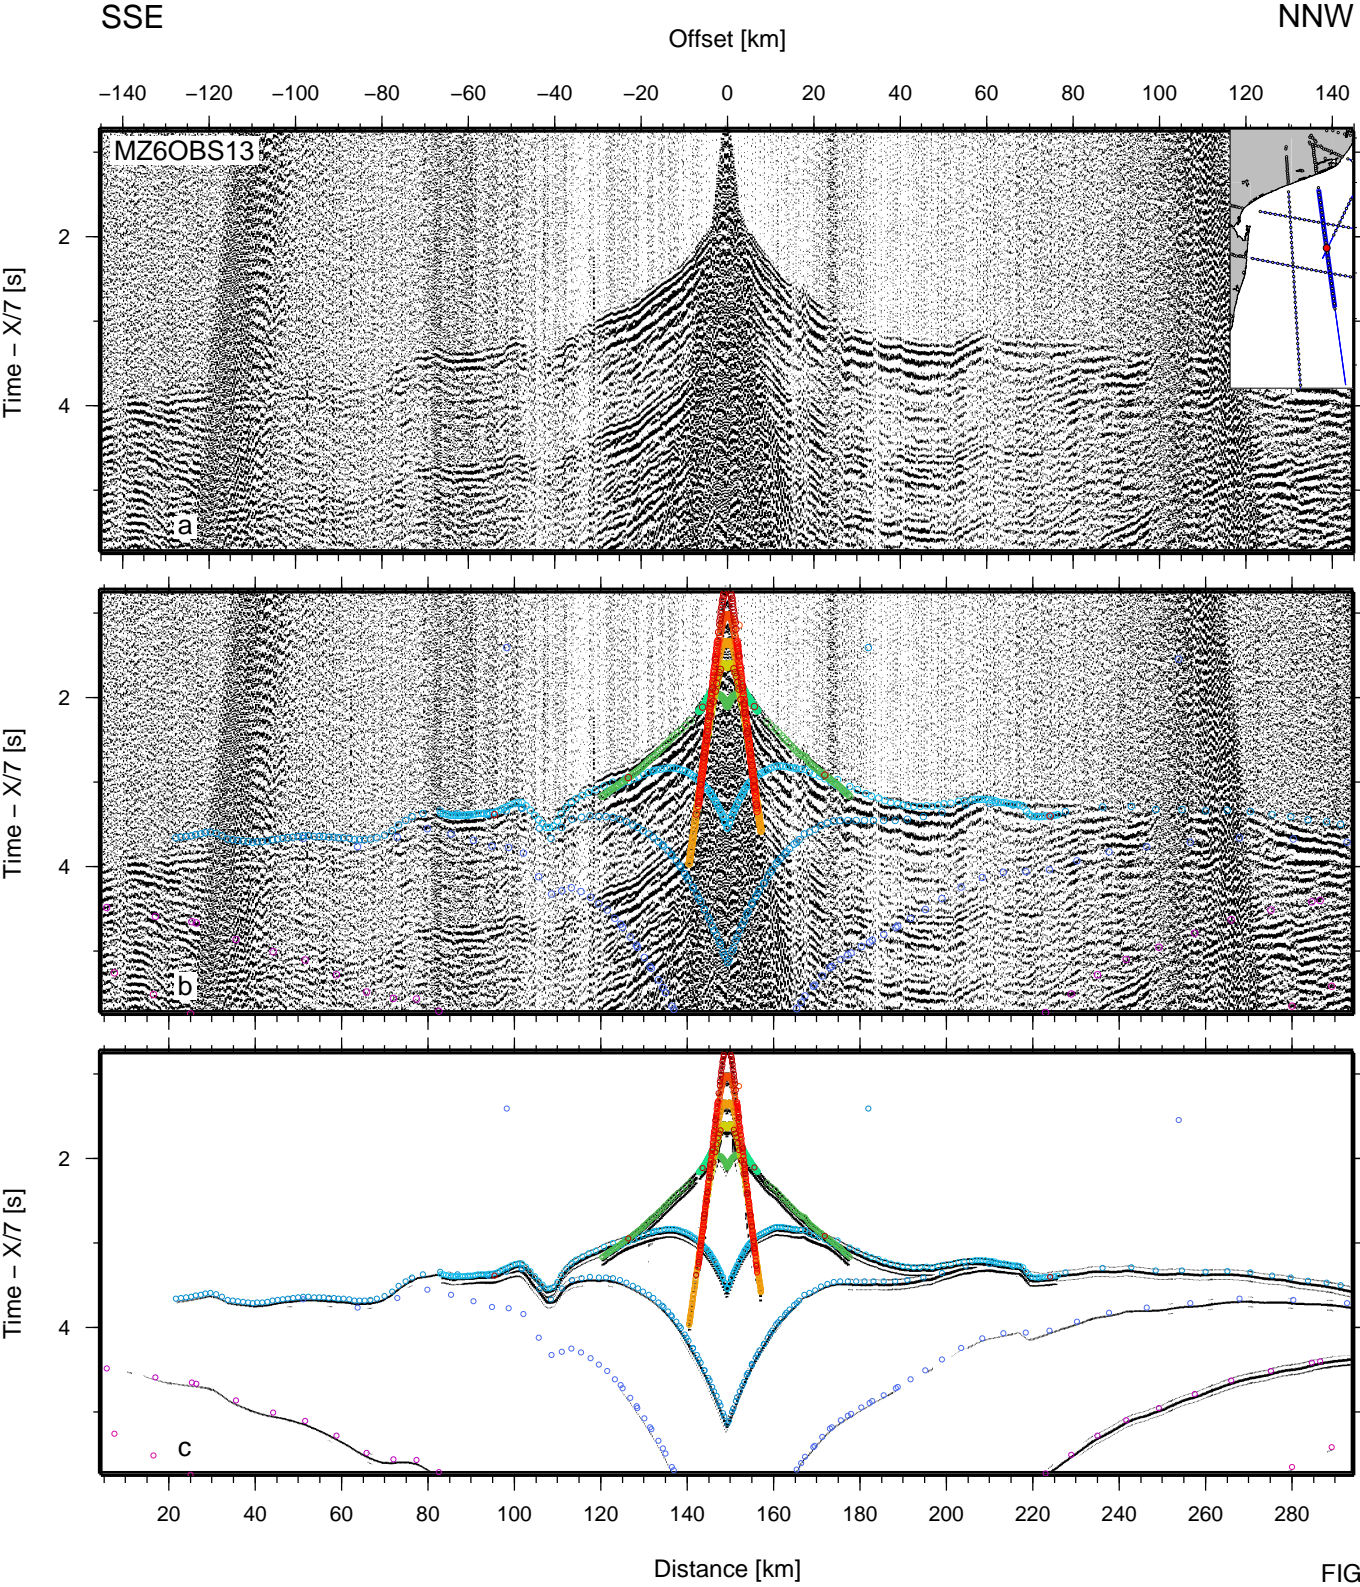 SSE NNW
Offset [km]
−140 −120 −100 −80 −60 −40 −20 0 20 40 60 80 100 120 140
MZ6OBS13
2
4
Time − X/7 [s]
a
2
4
Time − X/7 [s]
b
2
4
Time − X/7 [s]
c
20 40 60 80 100 120 140 160 180 200 220 240 260 280
Distance [km]
FIG